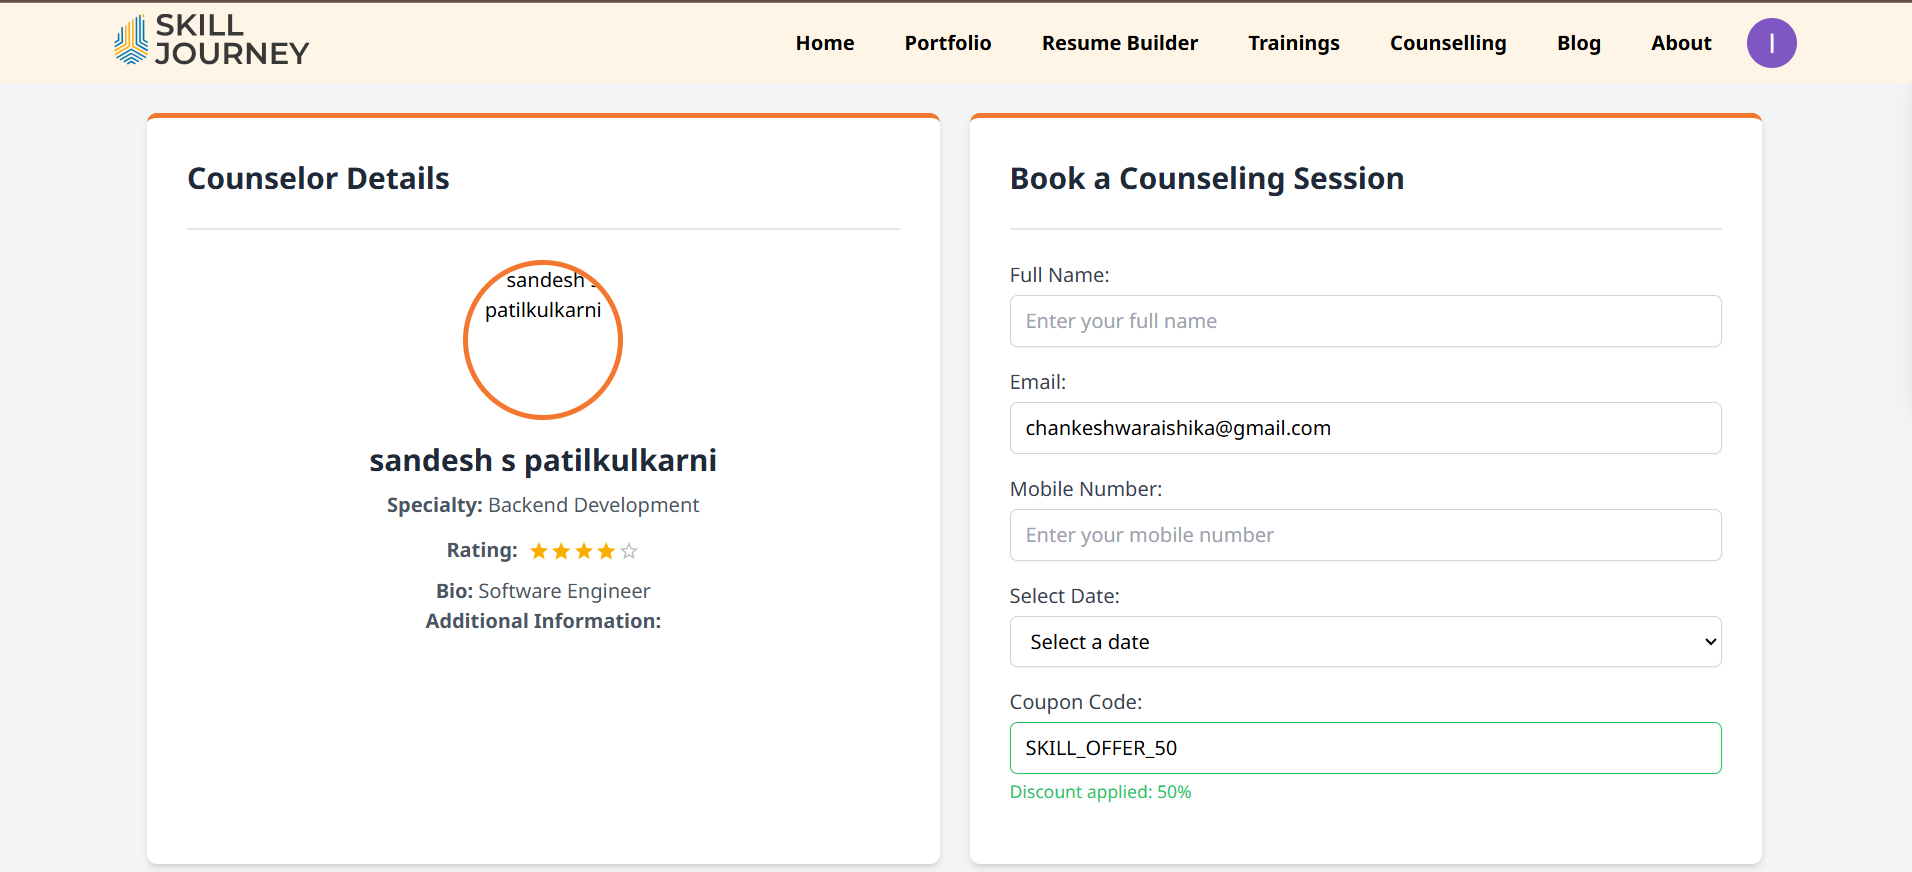 SKILL
JOURNEY
Home
Portfolio
Resume Builder
Trainings
Counselling
Blog
About
I
Counselor Details
sandesh s
patilkulkarni
sandesh s patilkulkarni
Specialty: Backend Development
Rating:
Bio: Software Engineer
Additional Information:
Book a Counseling Session
Full Name:
Enter your full name
Email:
chankeshwaraishika@gmail.com
Mobile Number:
Enter your mobile number
Select Date:
Select a date
Coupon Code:
SKILL_OFFER_50
Discount applied: 50%